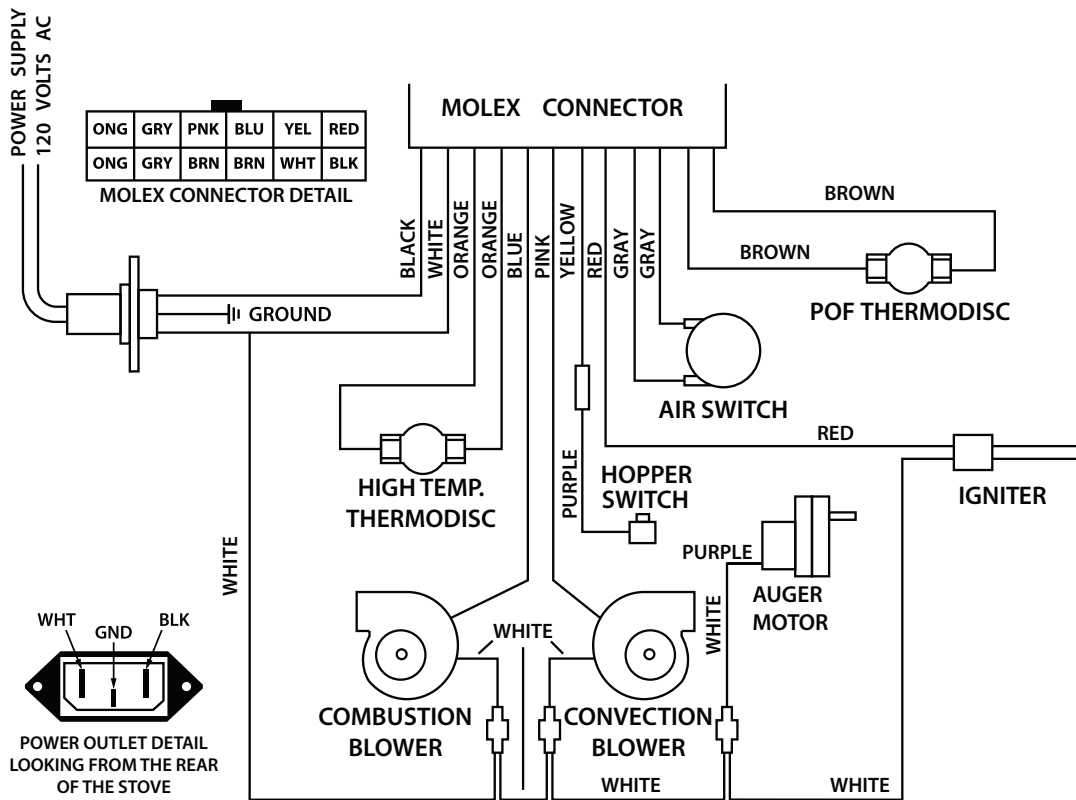 POWER SUPPLY
120 VOLTS AC
MOLEX CONNECTOR
ONG GRY PNK BLU YEL RED
ONG GRY BRN BRN WHT BLK
MOLEX CONNECTOR DETAIL
BLACK
WHITE
ORANGE
ORANGE
BLUE
PINK
YELLOW
RED
GRAY
GRAY
BROWN
BROWN
POF THERMODISC
GROUND
AIR SWITCH
RED
IGNITER
HIGH TEMP.
THERMODISC
PURPLE
HOPPER
SWITCH
PURPLE
AUGER
MOTOR
WHITE
WHITE
WHITE
COMBUSTION
BLOWER
CONVECTION
BLOWER
WHITE
WHITE
WHT
GND
BLK
POWER OUTLET DETAIL
LOOKING FROM THE REAR
OF THE STOVE